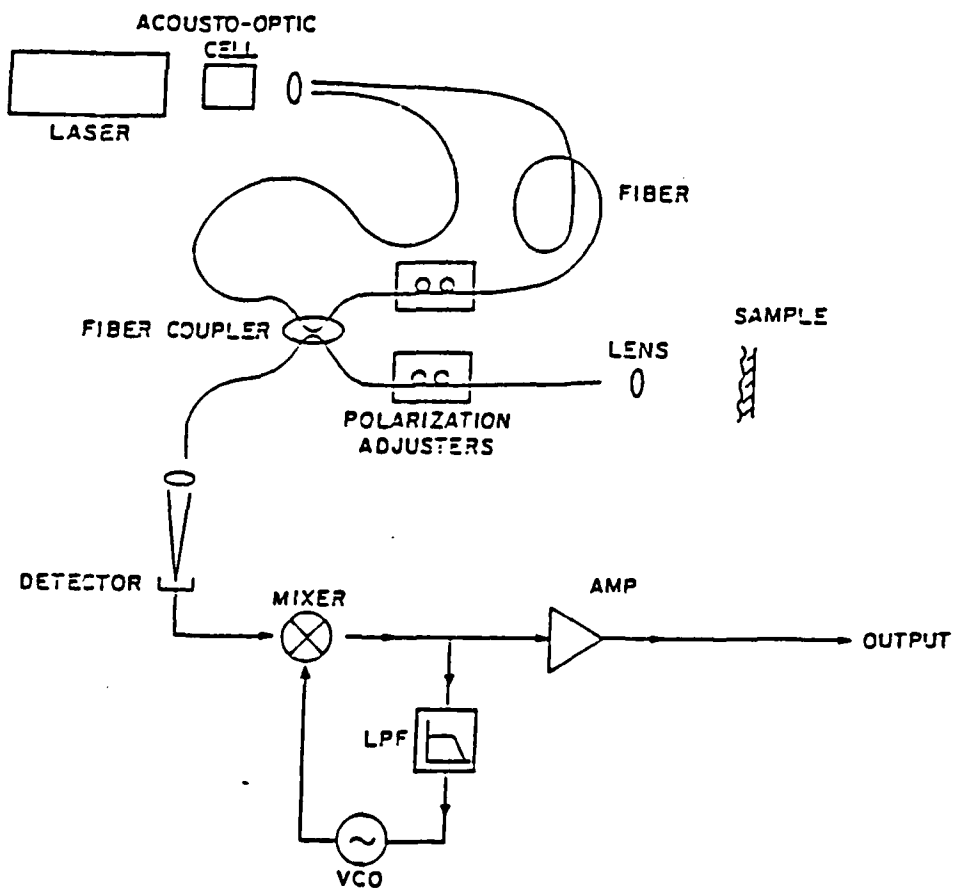 ACOUSTO-OPTIC
CELL
LASER
FIBER
FIBER COUPLER
SAMPLE
LENS
POLARIZATION
ADJUSTERS
DETECTOR
MIXER
AMP
OUTPUT
LPF
VCO